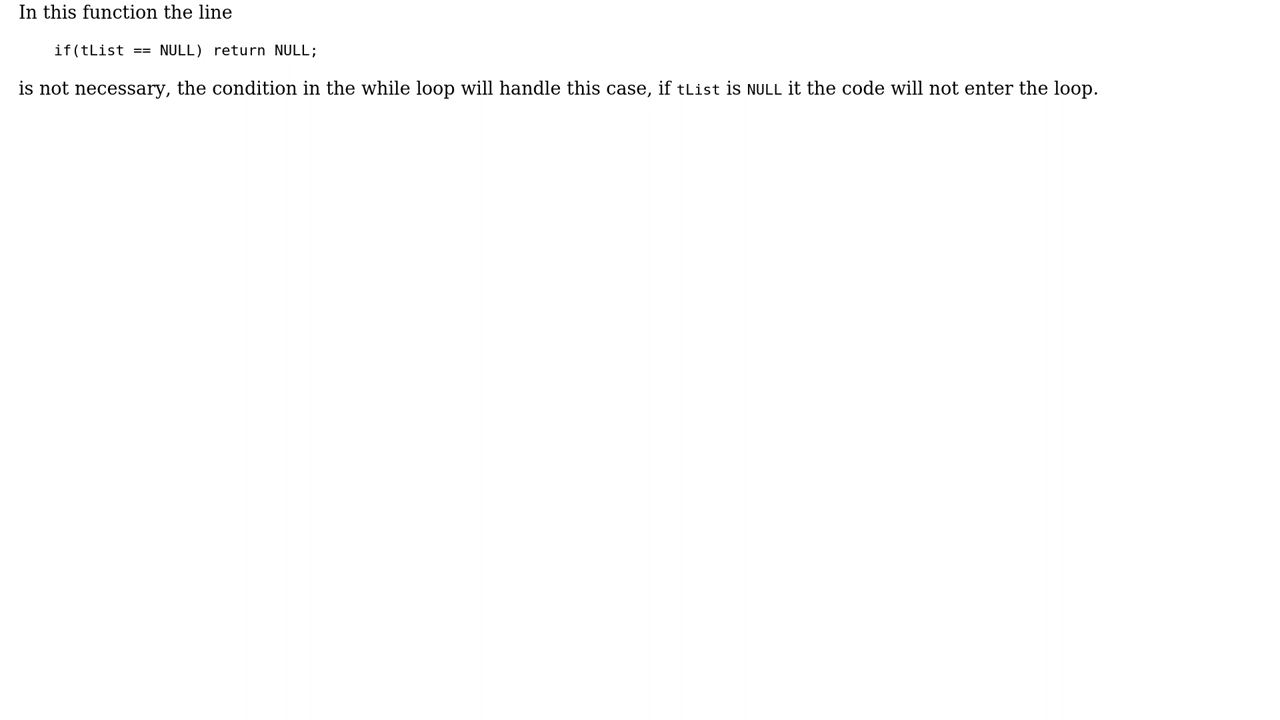 In this function the line
if(tList == NULL) return NULL;
is not necessary, the condition in the while loop will handle this case, if tList is NULL it the code will not enter the loop.